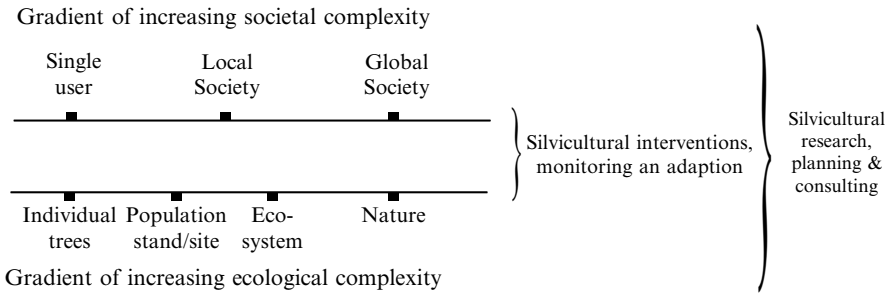 Gradient of increasing societal complexity
Single
user
Local
Society
Global
Society
Individual
trees
Population
stand/site
Eco-
system
Nature
Gradient of increasing ecological complexity
Silvicultural interventions,
monitoring an adaption
Silvicultural
research,
planning &
consulting